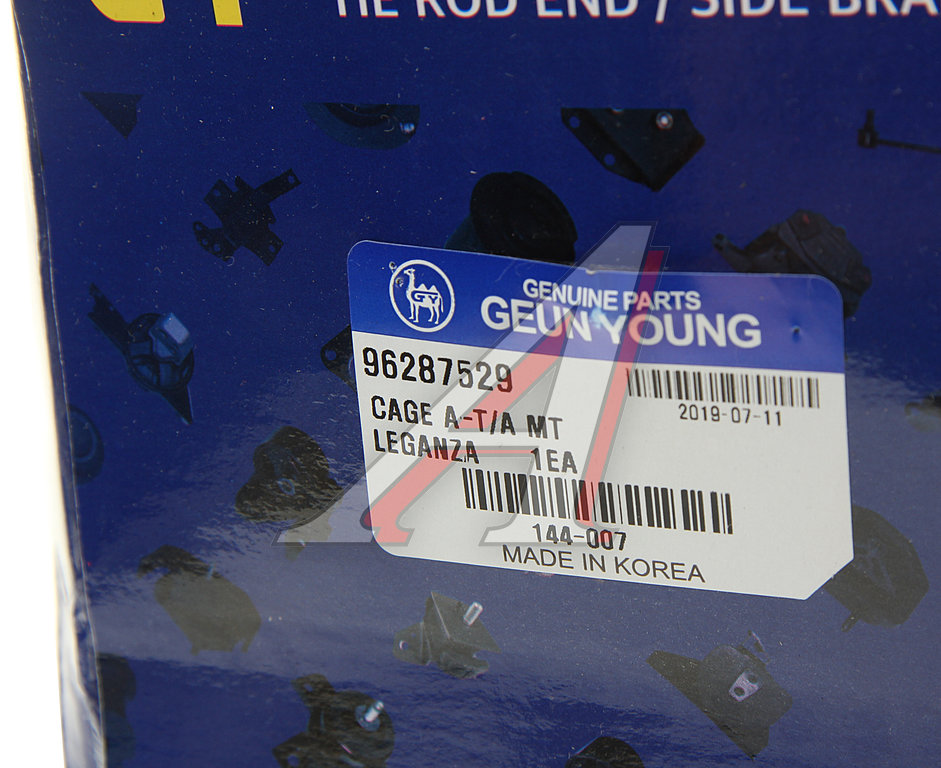 TIE ROD END / SIDE BRA
GENUINE PARTS
GEUN YOUNG
GY
96287529
2019-07-11
CAGE A-T/A MT
LEGANZA 1EA
144-007
MADE IN KOREA